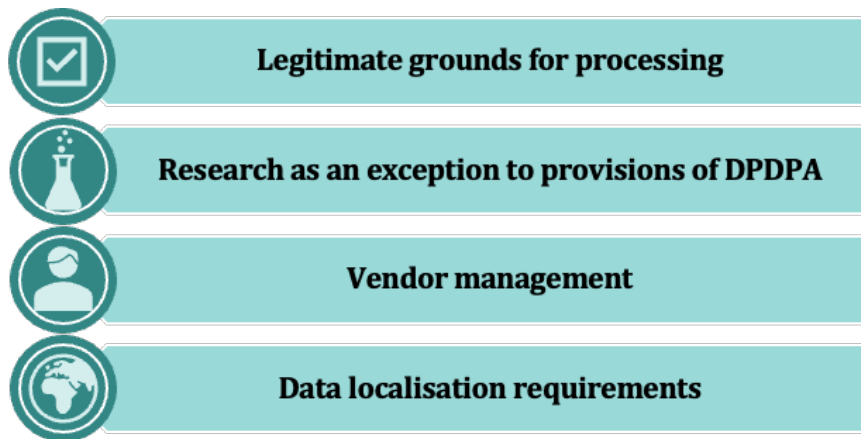 Legitimate grounds for processing
Research as an exception to provisions of DPDPA
Vendor management
Data localisation requirements